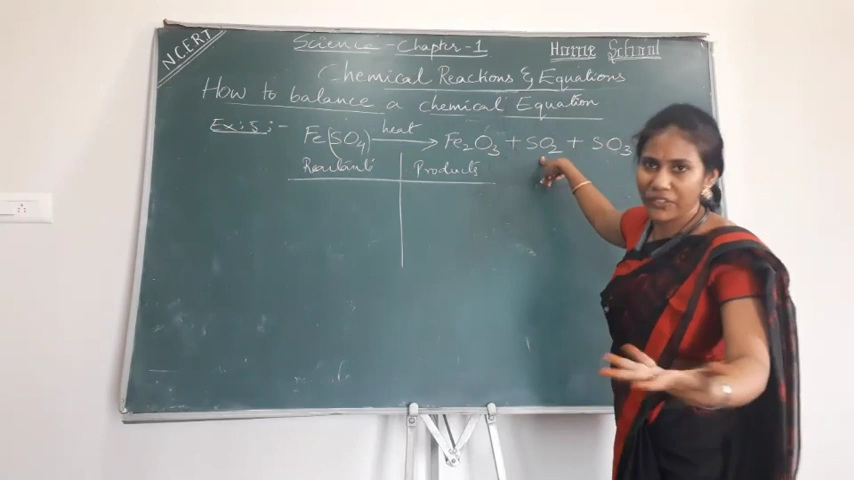 NCERT
Science - Chapter-1
Home School
Chemical Reactions & Equations
How to balance a chemical Equation
Ex:5:- Fe(SO4) heat → Fe2O3 + SO2 + SO3
Reactants | Products